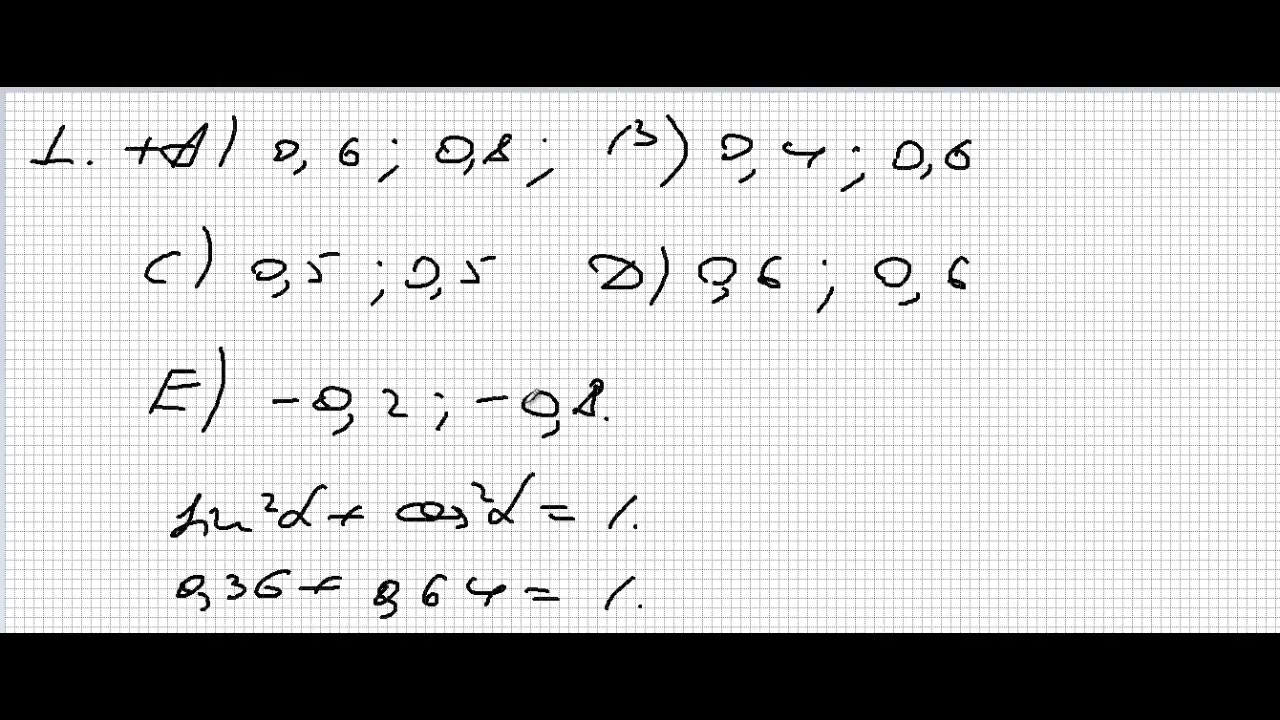 1. +A) 0,6; 0,8; B) 0,4; 0,6
C) 0,5; 0,5 D) 0,6; 0,6
E) -0,2; -0,8.
sin²α + cos²α = 1.
0,36 + 0,64 = 1.